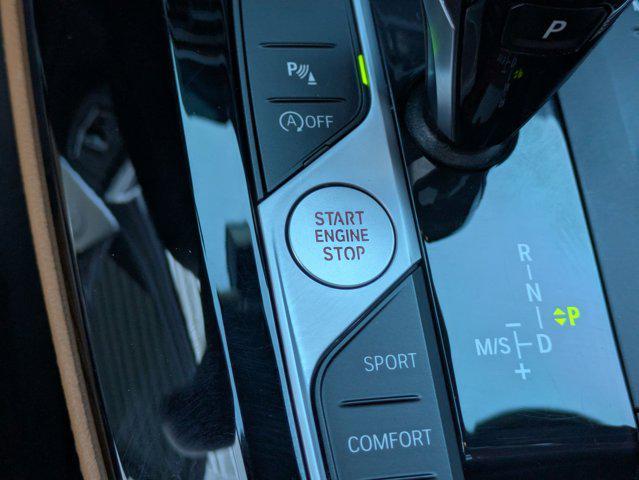 P
P
A OFF
START
ENGINE
STOP
R
N
P
M/S
D
+
SPORT
COMFORT